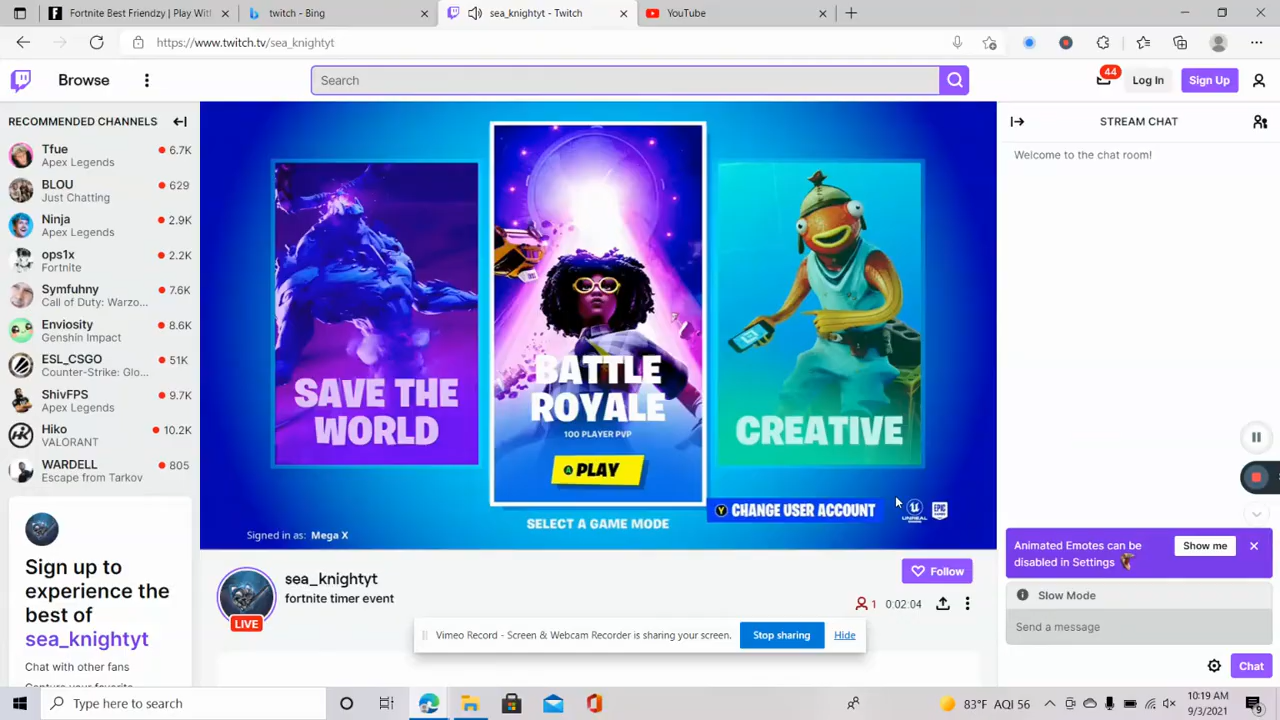 Fortnite Best Friendzy | Play Wit
twitch - Bing
sea_knightyt - Twitch
YouTube
https://www.twitch.tv/sea_knightyt
Browse
Search
44
Log In
Sign Up
RECOMMENDED CHANNELS
Tfue
Apex Legends
6.7K
BLOU
Just Chatting
629
Ninja
Apex Legends
2.9K
ops1x
Fortnite
2.2K
Symfuhny
Call of Duty: Warzo...
7.6K
Enviosity
Genshin Impact
8.6K
ESL_CSGO
Counter-Strike: Glo...
51K
ShivFPS
Apex Legends
9.7K
Hiko
VALORANT
10.2K
WARDELL
Escape from Tarkov
805
Sign up to
experience the
best of
sea_knightyt
Chat with other fans
SAVE THE
WORLD
BATTLE
ROYALE
100 PLAYER PVP
A PLAY
CREATIVE
Y CHANGE USER ACCOUNT
UNREAL
EPIC
GAMES
SELECT A GAME MODE
Signed in as: Mega X
sea_knightyt
fortnite timer event
LIVE
Follow
1
0:02:04
Vimeo Record - Screen & Webcam Recorder is sharing your screen.
Stop sharing
Hide
STREAM CHAT
Welcome to the chat room!
Animated Emotes can be
disabled in Settings
Show me
Slow Mode
Send a message
Chat
Type here to search
83°F AQI 56
10:19 AM
9/3/2021
9